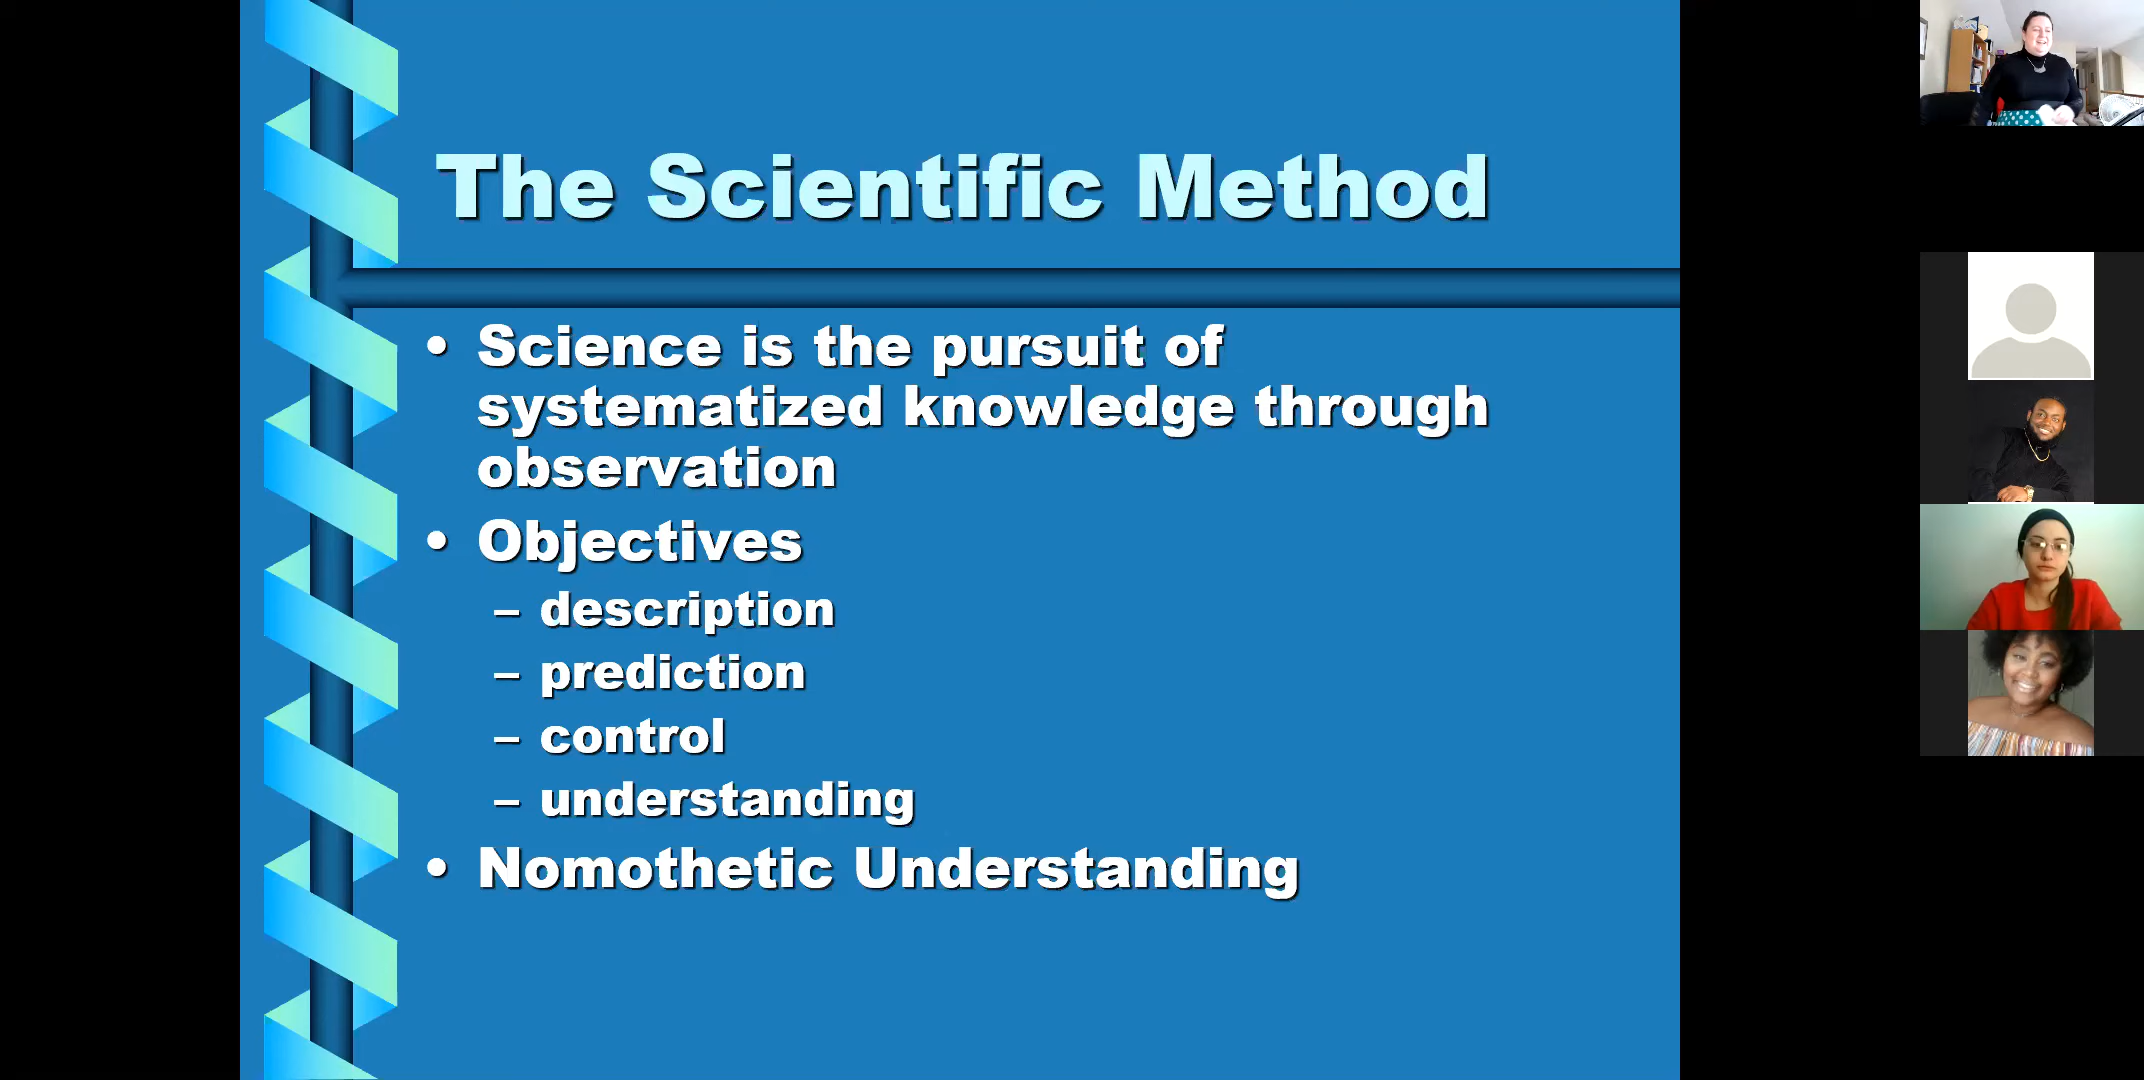 The Scientific Method
• Science is the pursuit of
systematized knowledge through
observation
• Objectives
– description
– prediction
– control
– understanding
• Nomothetic Understanding